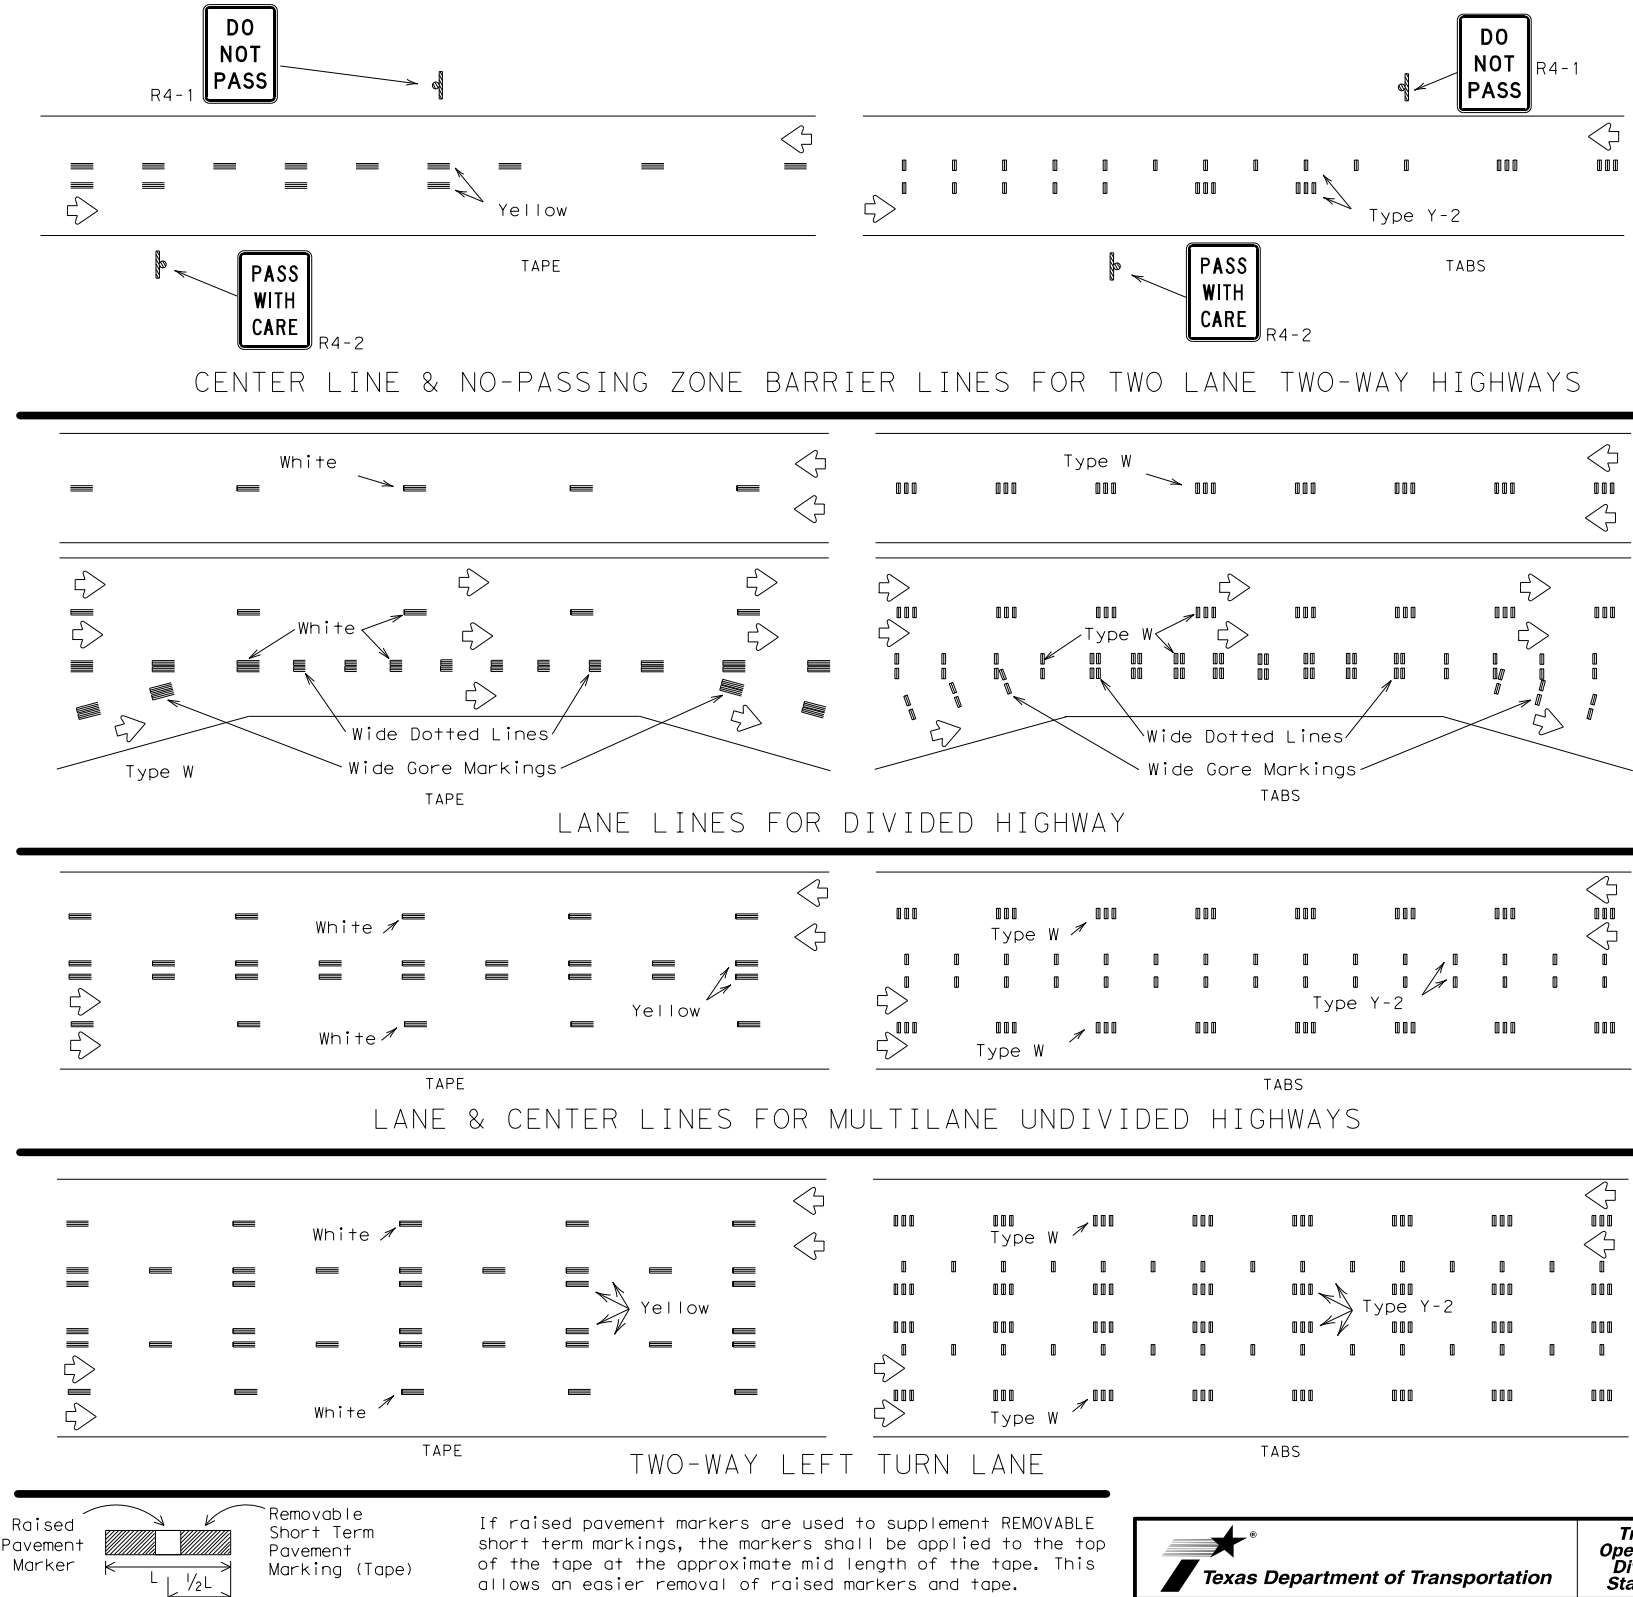 DO
NOT
PASS
R4-1
DO
NOT
PASS
R4-1
Yellow
Type Y-2
TAPE
TABS
PASS
WITH
CARE
R4-2
PASS
WITH
CARE
R4-2
CENTER LINE & NO-PASSING ZONE BARRIER LINES FOR TWO LANE TWO-WAY HIGHWAYS
White
Type W
White
Type W
Wide Dotted Lines
Wide Dotted Lines
Type W
Wide Gore Markings
Wide Gore Markings
TAPE
TABS
LANE LINES FOR DIVIDED HIGHWAY
White
Type W
Yellow
Type Y-2
White
Type W
TAPE
TABS
LANE & CENTER LINES FOR MULTILANE UNDIVIDED HIGHWAYS
White
Type W
Yellow
Type Y-2
White
Type W
TAPE
TABS
TWO-WAY LEFT TURN LANE
Raised
Pavement
Marker
Removable
Short Term
Pavement
Marking (Tape)
L
1/2L
If raised pavement markers are used to supplement REMOVABLE
short term markings, the markers shall be applied to the top
of the tape at the approximate mid length of the tape. This
allows an easier removal of raised markers and tape.
®
Texas Department of Transportation